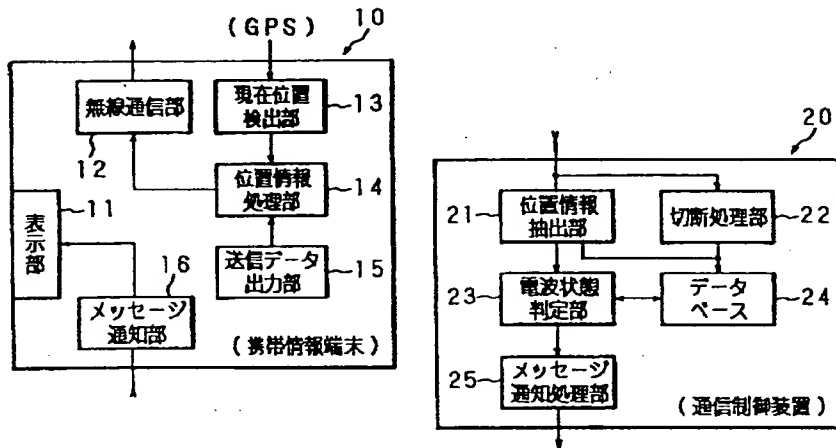 (GPS)
10
無線通信部
12
現在位置
検出部
13
位置情報
処理部
14
11
表示部
16
メッセージ
通知部
送信データ
出力部
15
(携帯情報端末)
20
21
位置情報
抽出部
切断処理部
22
23
電波状態
判定部
データ
ベース
24
25
メッセージ
通知処理部
(通信制御装置)